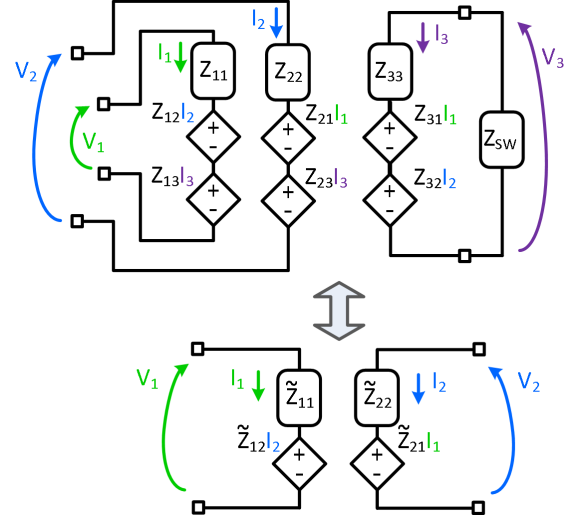 I₂ I₃
V₂ I₁ V₃
Z₁₁ Z₂₂ Z₃₃
Z₁₂I₂ Z₂₁I₁ Z₃₁I₁
+ + +
- - -
V₁ Z_SW
Z₁₃I₃ Z₂₃I₃ Z₃₂I₂
+ + +
- - -
V₁ I₁ I₂ V₂
Z̃₁₁ Z̃₂₂
Z̃₁₂I₂ Z̃₂₁I₁
+ +
- -